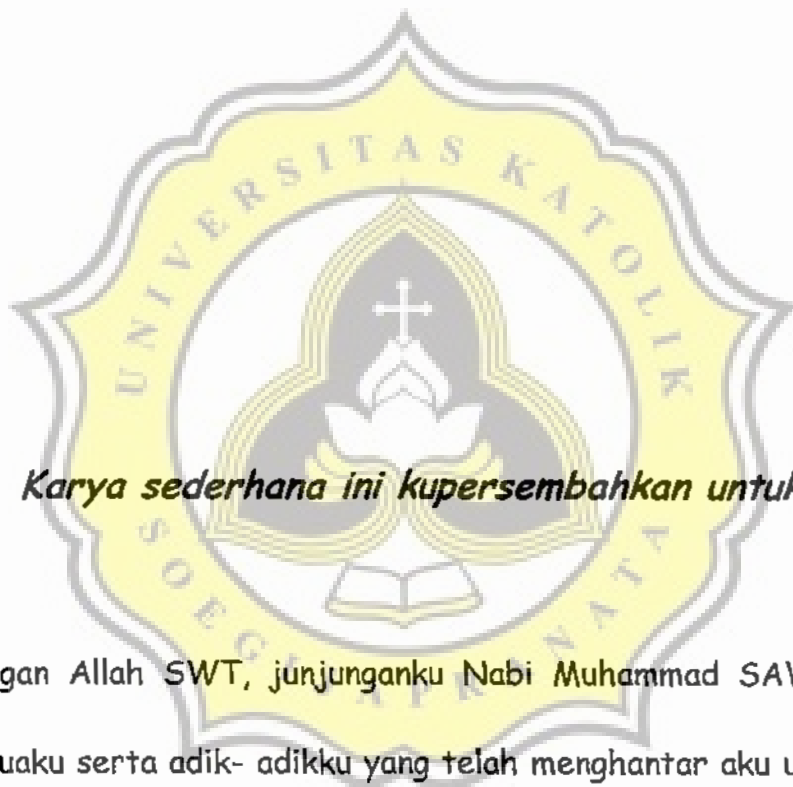 UNIVERSITAS KATOLIK
Karya sederhana ini kupersembahkan untuk
gan Allah SWT, junjunganku Nabi Muhammad SAW
uaku serta adik- adikku yang telah menghantar aku u
SOEGIJAPRANATA